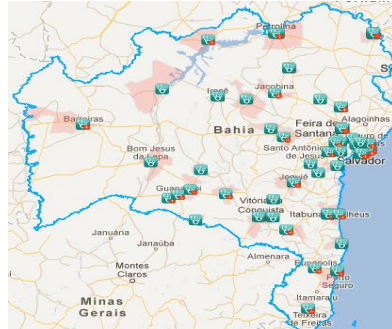 Petrolina
Jacobina
Irecê
Alagoinhas
Feira de
Santana
Barreiras
Bahia
Santo Antônio
de Jesus
Salvador
Bom Jesus
da Lapa
Jequié
Guanambi
Vitória da
Conquista
Itabuna
Ilhéus
Januária
Janaúba
Almenara
Eunápolis
Montes
Claros
Porto
Seguro
Itamaraju
Minas
Gerais
Teixeira
de Freitas